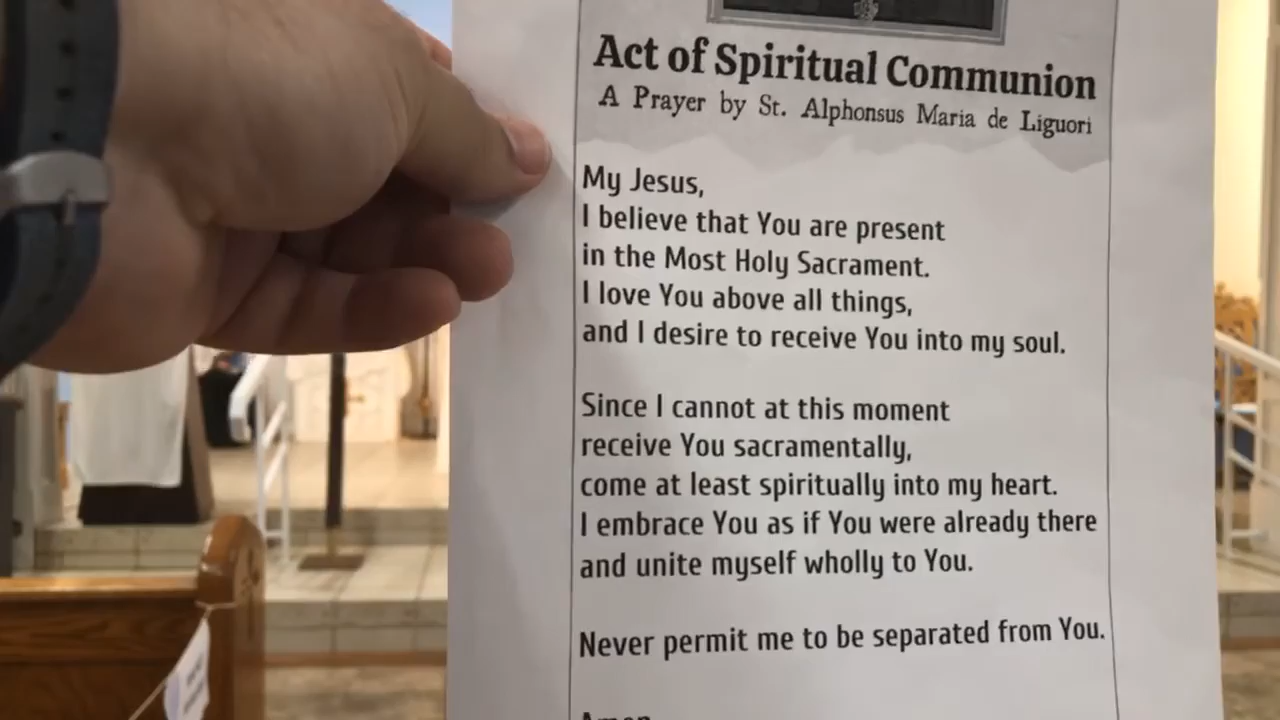 Act of Spiritual Communion
A Prayer by St. Alphonsus Maria de Liguori
My Jesus,
I believe that You are present
in the Most Holy Sacrament.
I love You above all things,
and I desire to receive You into my soul.
Since I cannot at this moment
receive You sacramentally,
come at least spiritually into my heart.
I embrace You as if You were already there
and unite myself wholly to You.
Never permit me to be separated from You.
Amen